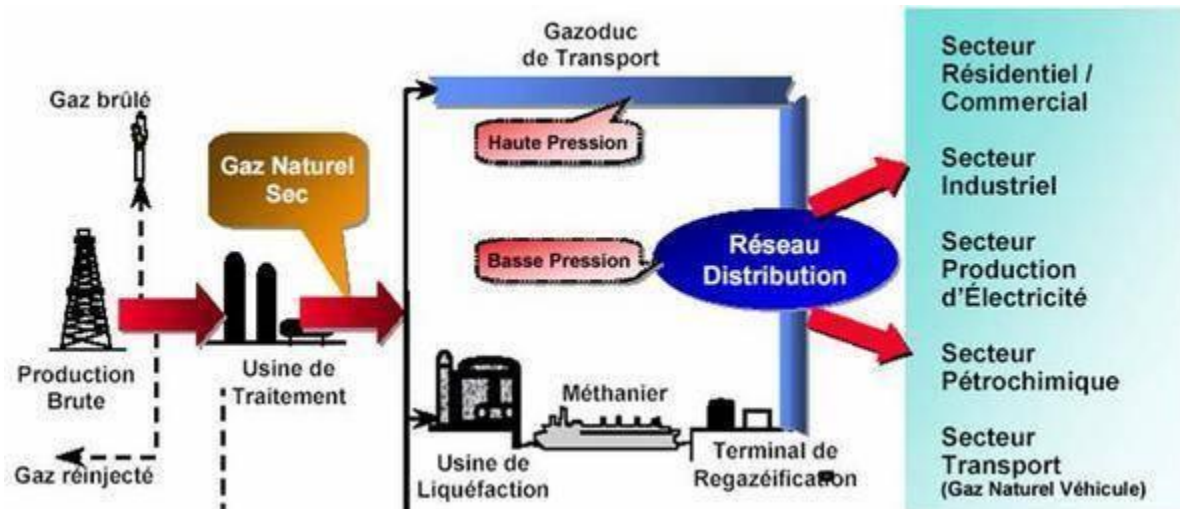 Gazoduc
de Transport
Gaz brûlé
Haute Pression
Gaz Naturel
Sec
Basse Pression
Réseau
Distribution
Production
Brute
Usine de
Traitement
Gaz réinjecté
Usine de
Liquéfaction
Méthanier
Terminal de
Regazéification
Secteur
Résidentiel /
Commercial
Secteur
Industriel
Secteur
Production
d'Électricité
Secteur
Pétrochimique
Secteur
Transport
(Gaz Naturel Véhicule)